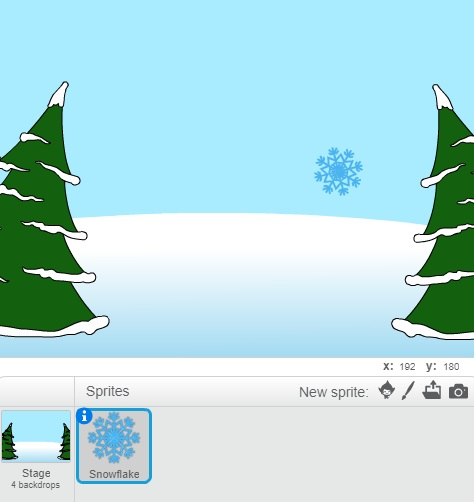 x: 192 y: 180
Sprites New sprite:
i
Stage
4 backdrops
Snowflake